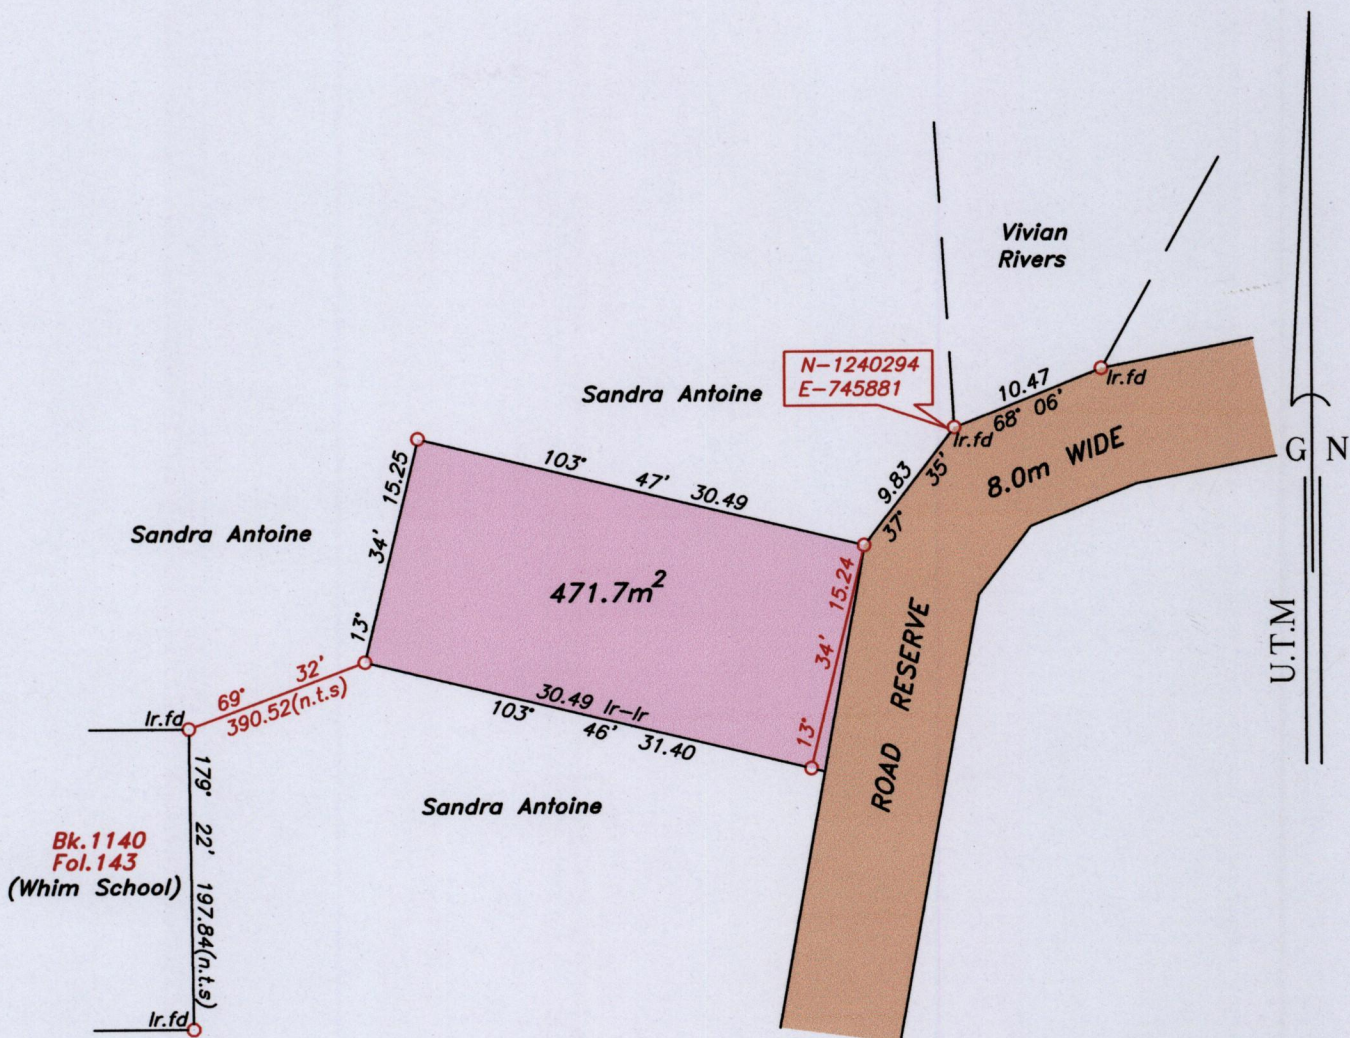 Vivian
Rivers
N-1240294
E-745881
Sandra Antoine
10.47
68° 06'
Ir.fd
Ir.fd
8.0m WIDE
G N
U.T.M
9.83
37° 35'
103° 47' 30.49
15.25
13° 34'
Sandra Antoine
471.7m²
13° 34' 15.24
ROAD RESERVE
69° 32'
390.52(n.t.s)
30.49 Ir-Ir
103° 46' 31.40
Ir.fd
Sandra Antoine
179° 22' 197.84(n.t.s)
Bk.1140
Fol.143
(Whim School)
Ir.fd